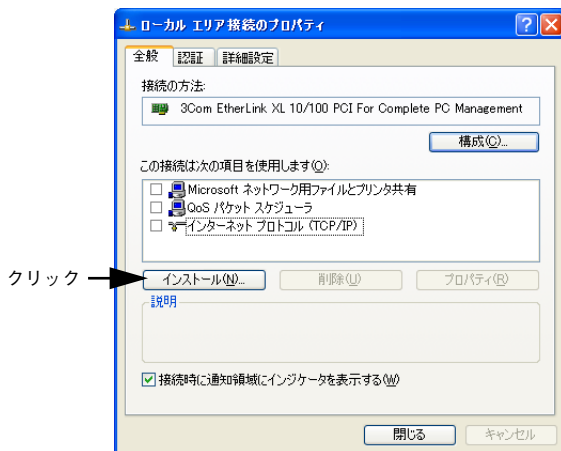 ローカル エリア接続のプロパティ
全般 認証 詳細設定
接続の方法:
3Com EtherLink XL 10/100 PCI For Complete PC Management
構成(C)...
この接続は次の項目を使用します(O):
Microsoft ネットワーク用ファイルとプリンタ共有
QoS パケット スケジューラ
インターネット プロトコル (TCP/IP)
クリック
インストール(N)... 削除(U) プロパティ(R)
説明
接続時に通知領域にインジケータを表示する(W)
閉じる キャンセル